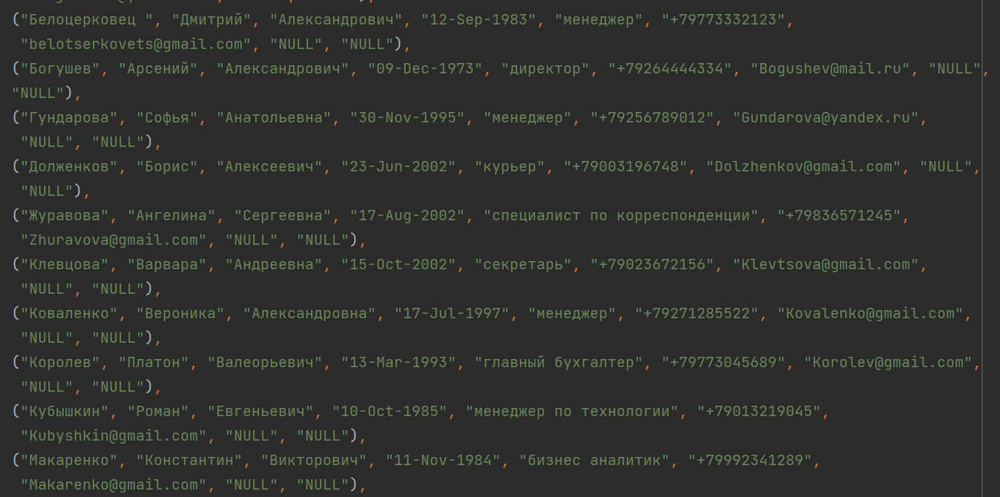 ("Белоцерковец ", "Дмитрий", "Александрович", "12-Sep-1983", "менеджер", "+79773332123",
"belotserkovets@gmail.com", "NULL", "NULL"),
("Богушев", "Арсений", "Александрович", "09-Dec-1973", "директор", "+79264444334", "Bogushev@mail.ru", "NULL",
"NULL"),
("Гундарова", "Софья", "Анатольевна", "30-Nov-1995", "менеджер", "+79256789012", "Gundarova@yandex.ru",
"NULL", "NULL"),
("Долженков", "Борис", "Алексеевич", "23-Jun-2002", "курьер", "+79003196748", "Dolzhenkov@gmail.com", "NULL",
"NULL"),
("Журавова", "Ангелина", "Сергеевна", "17-Aug-2002", "специалист по корреспонденции", "+79836571245",
"Zhuravova@gmail.com", "NULL", "NULL"),
("Клевцова", "Варвара", "Андреевна", "15-Oct-2002", "секретарь", "+79023672156", "Klevtsova@gmail.com",
"NULL", "NULL"),
("Коваленко", "Вероника", "Александровна", "17-Jul-1997", "менеджер", "+79271285522", "Kovalenko@gmail.com",
"NULL", "NULL"),
("Королев", "Платон", "Валеорьевич", "13-Mar-1993", "главный бухгалтер", "+79773045689", "Korolev@gmail.com",
"NULL", "NULL"),
("Кубышкин", "Роман", "Евгеньевич", "10-Oct-1985", "менеджер по технологии", "+79013219045",
"Kubyshkin@gmail.com", "NULL", "NULL"),
("Макаренко", "Константин", "Викторович", "11-Nov-1984", "бизнес аналитик", "+79992341289",
"Makarenko@gmail.com", "NULL", "NULL"),